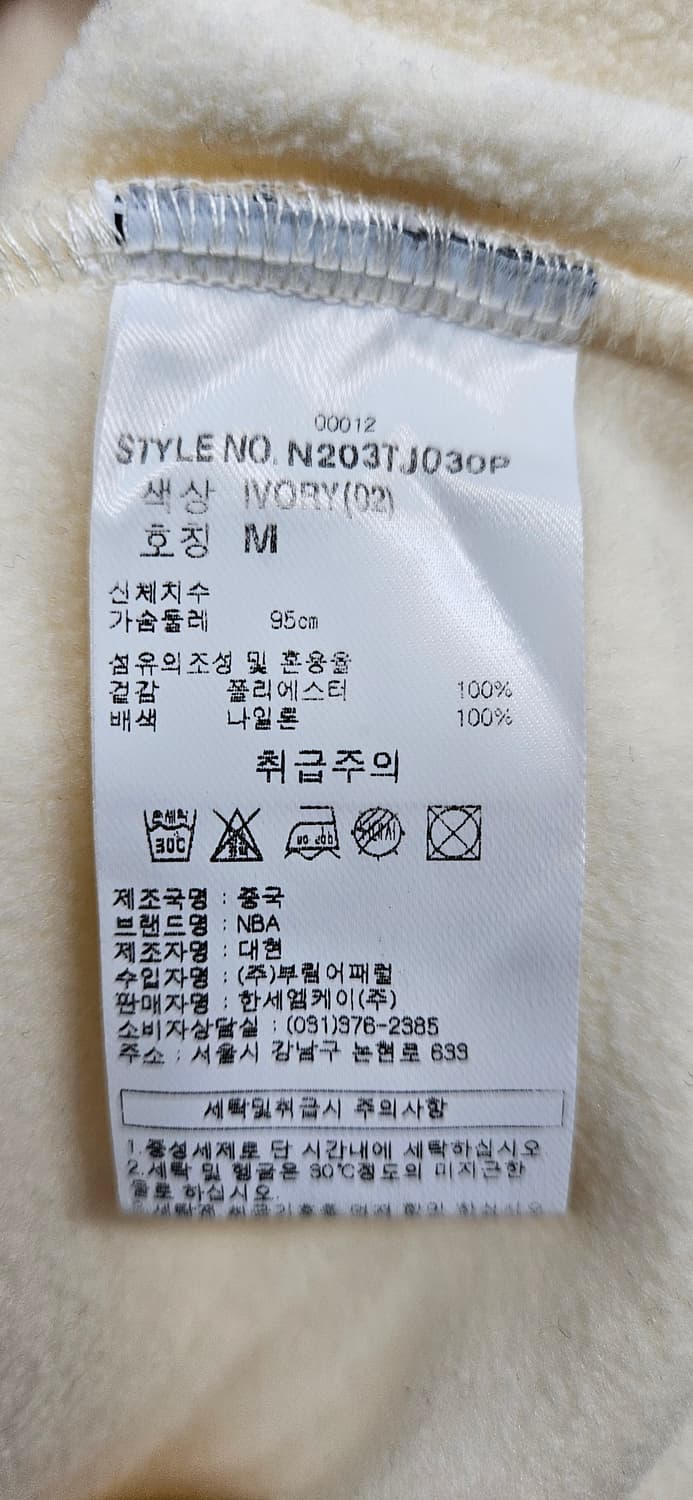 00012
STYLE NO. N203TJ030P
색상 IVORY(02)
호칭 M
신체치수
가슴둘레 95cm
섬유의조성 및 혼용율
겉감 폴리에스터 100%
배색 나일론 100%
취급주의
손세탁
30℃
제조국명 : 중국
브랜드명 : NBA
제조자명 : 대현
수입자명 : (주)부림어패럴
판매자명 : 한세엠케이(주)
소비자상담실 : (031)376-2385
주소 : 서울시 강남구 논현로 633
세탁및취급시 주의사항
1.중성세제로 단 시간내에 세탁하십시오
2.세탁 및 헹굼은 30℃정도의 미지근한
물로 하십시오.